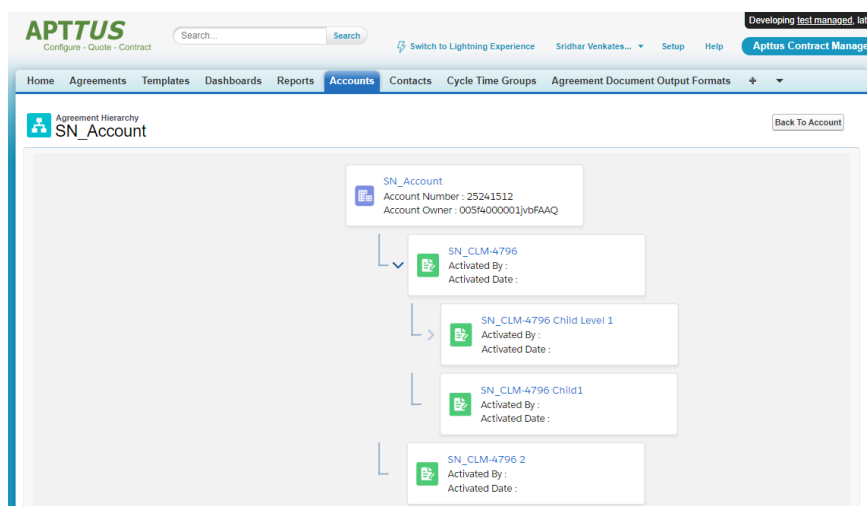 Developing test managed, lat
APTTUS
Configure - Quote - Contract
Search...
Search
Switch to Lightning Experience
Sridhar Venkates...
Setup
Help
Apttus Contract Manage
Home Agreements Templates Dashboards Reports Accounts Contacts Cycle Time Groups Agreement Document Output Formats +
Agreement Hierarchy
SN_Account
Back To Account
SN_Account
Account Number : 25241512
Account Owner : 005f4000001jvbFAAQ
SN_CLM-4796
Activated By :
Activated Date :
SN_CLM-4796 Child Level 1
Activated By :
Activated Date :
SN_CLM-4796 Child1
Activated By :
Activated Date :
SN_CLM-4796 2
Activated By :
Activated Date :